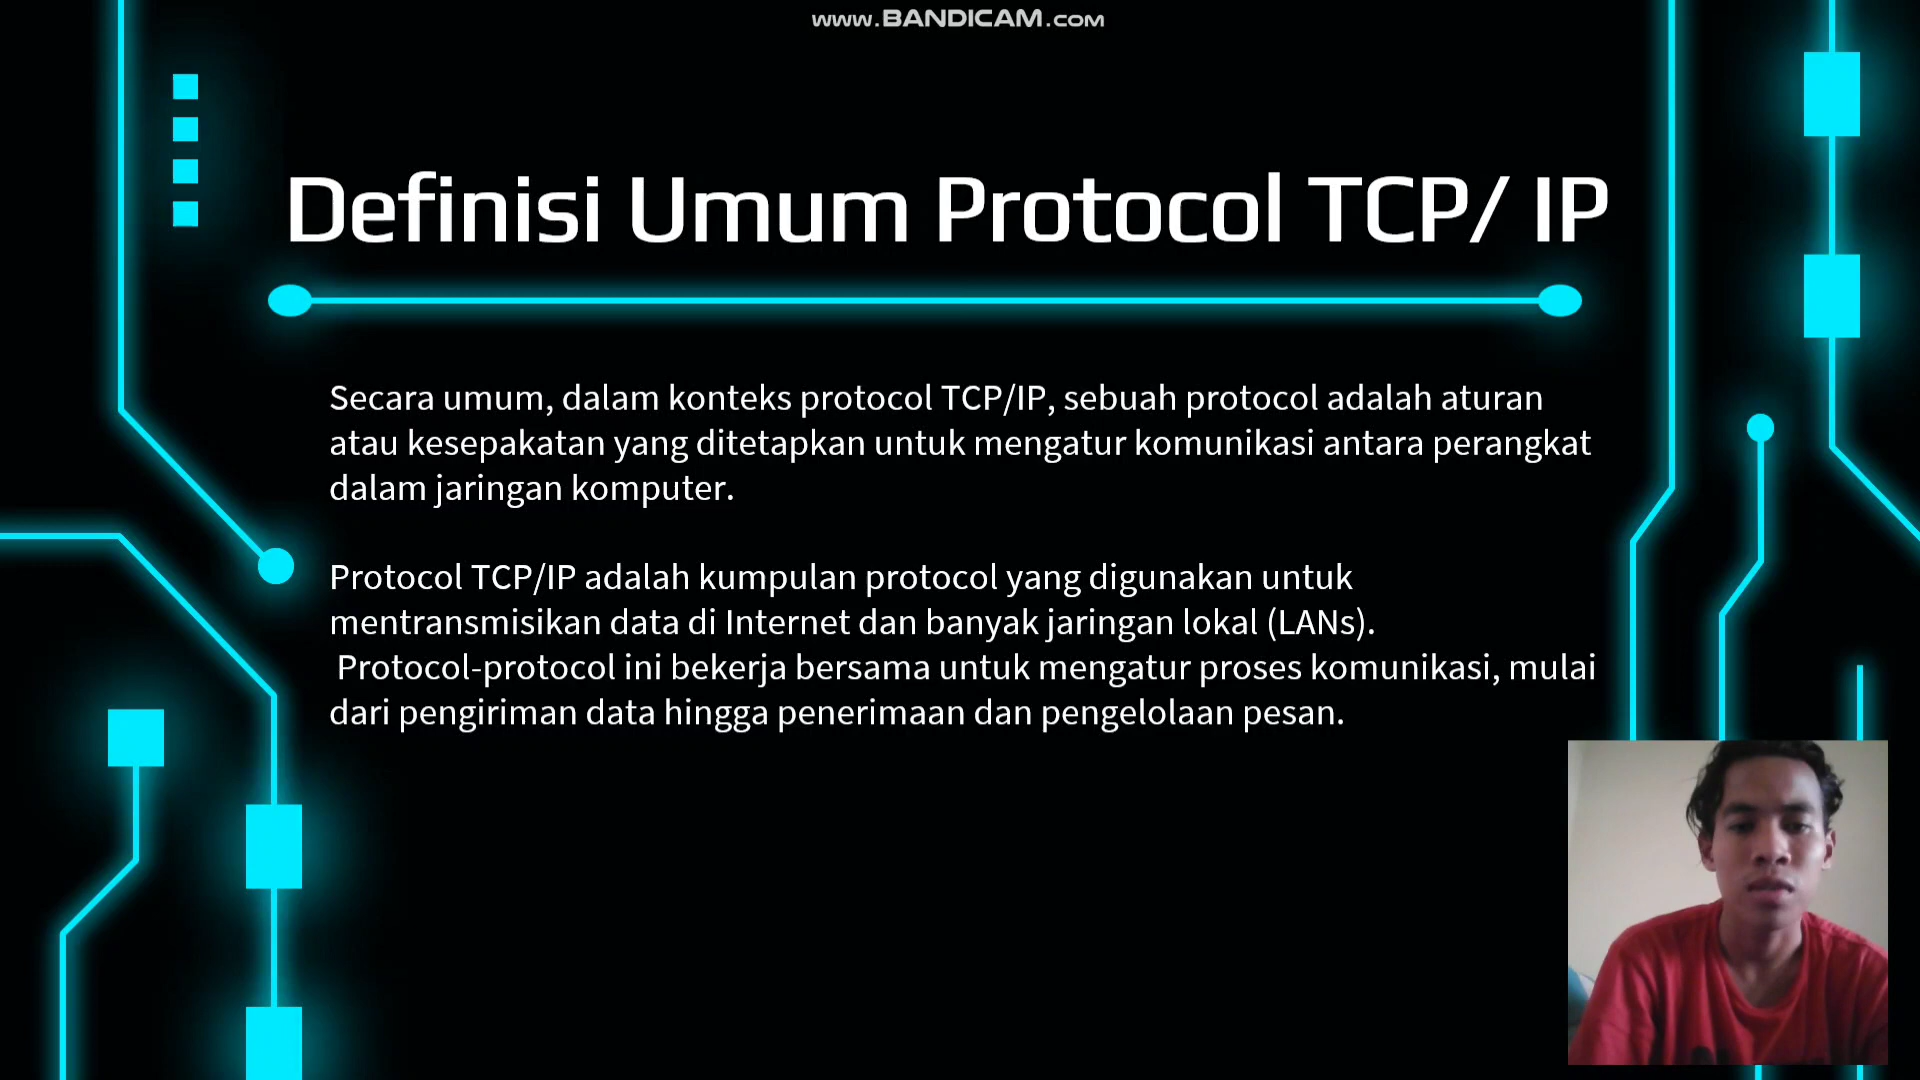 www.BANDICAM.COM
Definisi Umum Protocol TCP/ IP
Secara umum, dalam konteks protocol TCP/IP, sebuah protocol adalah aturan
atau kesepakatan yang ditetapkan untuk mengatur komunikasi antara perangkat
dalam jaringan komputer.
Protocol TCP/IP adalah kumpulan protocol yang digunakan untuk
mentransmisikan data di Internet dan banyak jaringan lokal (LANs).
Protocol-protocol ini bekerja bersama untuk mengatur proses komunikasi, mulai
dari pengiriman data hingga penerimaan dan pengelolaan pesan.